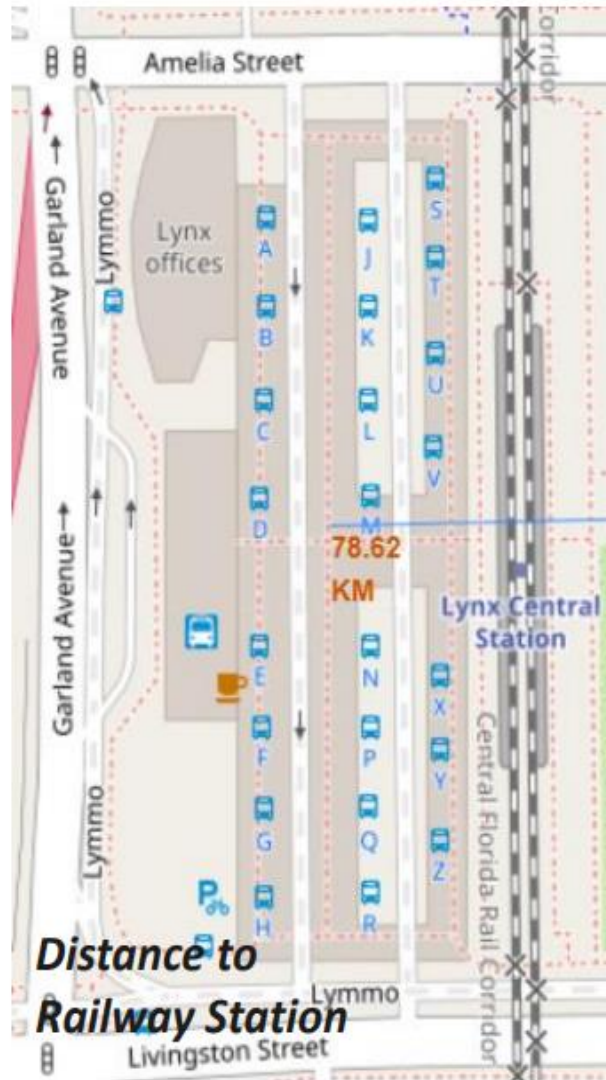 Amelia Street
Corridor
Lynx
offices
Garland Avenue
Lymmo
A
B
C
D
J
K
L
M
S
T
U
V
78.62
KM
Lynx Central
Station
Garland Avenue
E
F
G
H
N
P
Q
R
X
Y
Z
Central Florida Rail Corridor
Lymmo
P
Distance to
Railway Station
Lymmo
Livingston Street